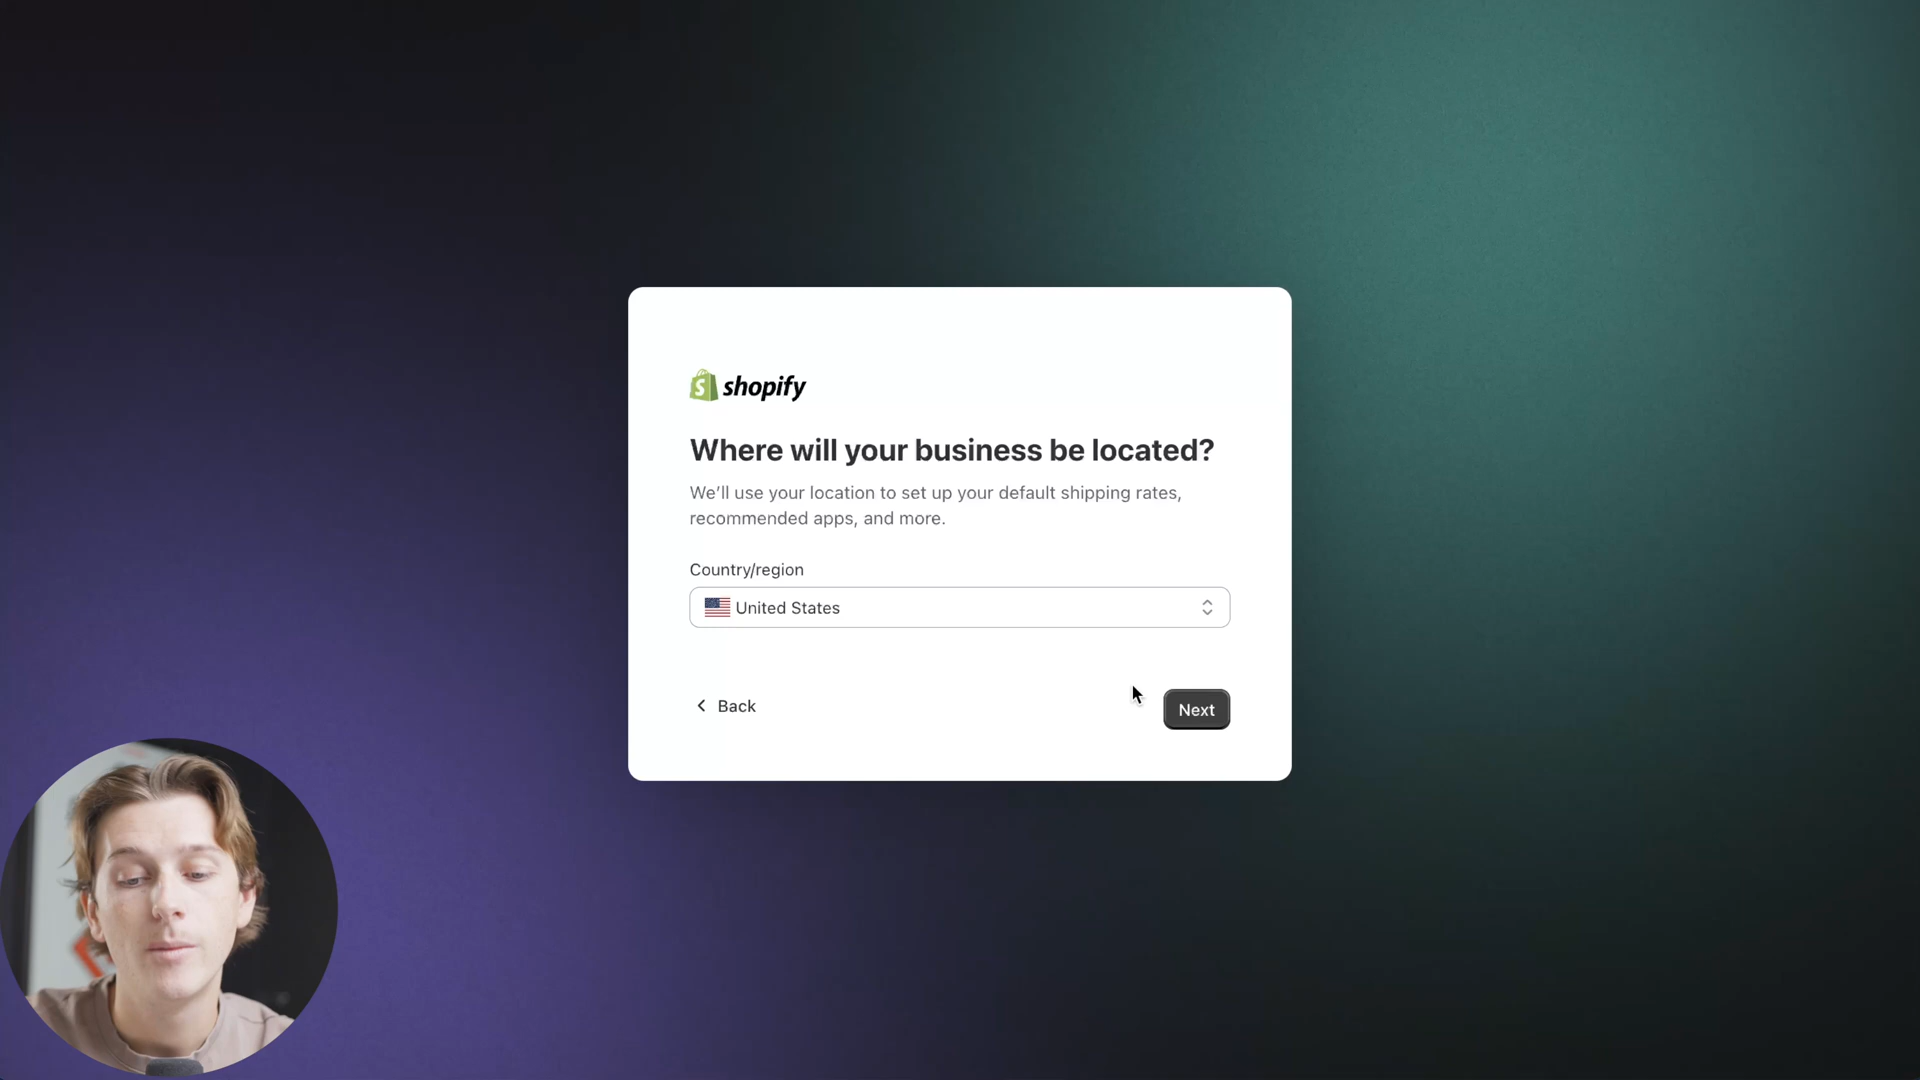 shopify
Where will your business be located?
We’ll use your location to set up your default shipping rates,
recommended apps, and more.
Country/region
United States
Back
Next